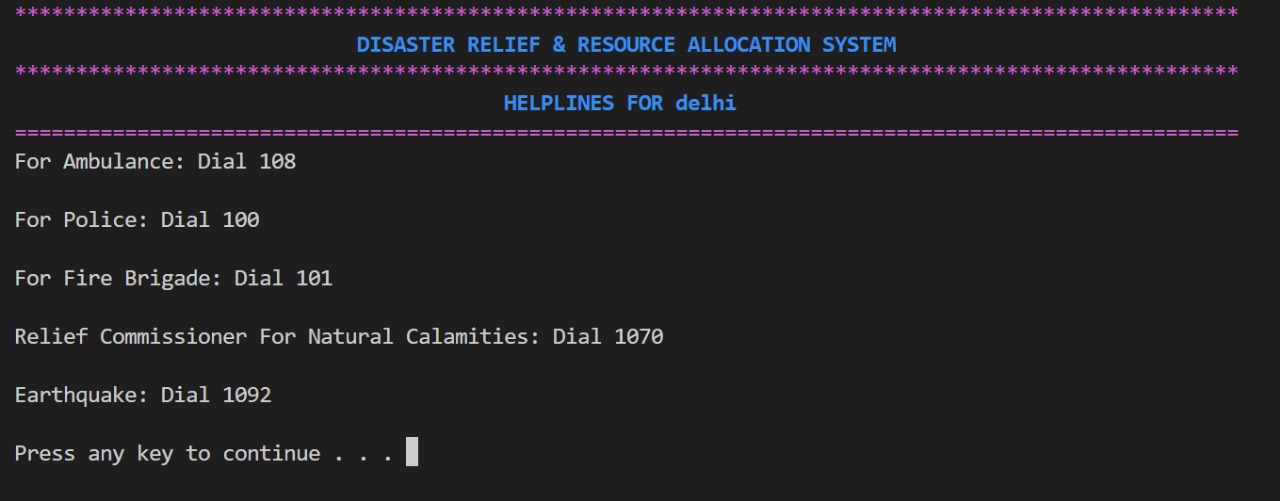 ****************************************************************************************************
DISASTER RELIEF & RESOURCE ALLOCATION SYSTEM
****************************************************************************************************
HELPLINES FOR delhi
====================================================================================================
For Ambulance: Dial 108
For Police: Dial 100
For Fire Brigade: Dial 101
Relief Commissioner For Natural Calamities: Dial 1070
Earthquake: Dial 1092
Press any key to continue . . .